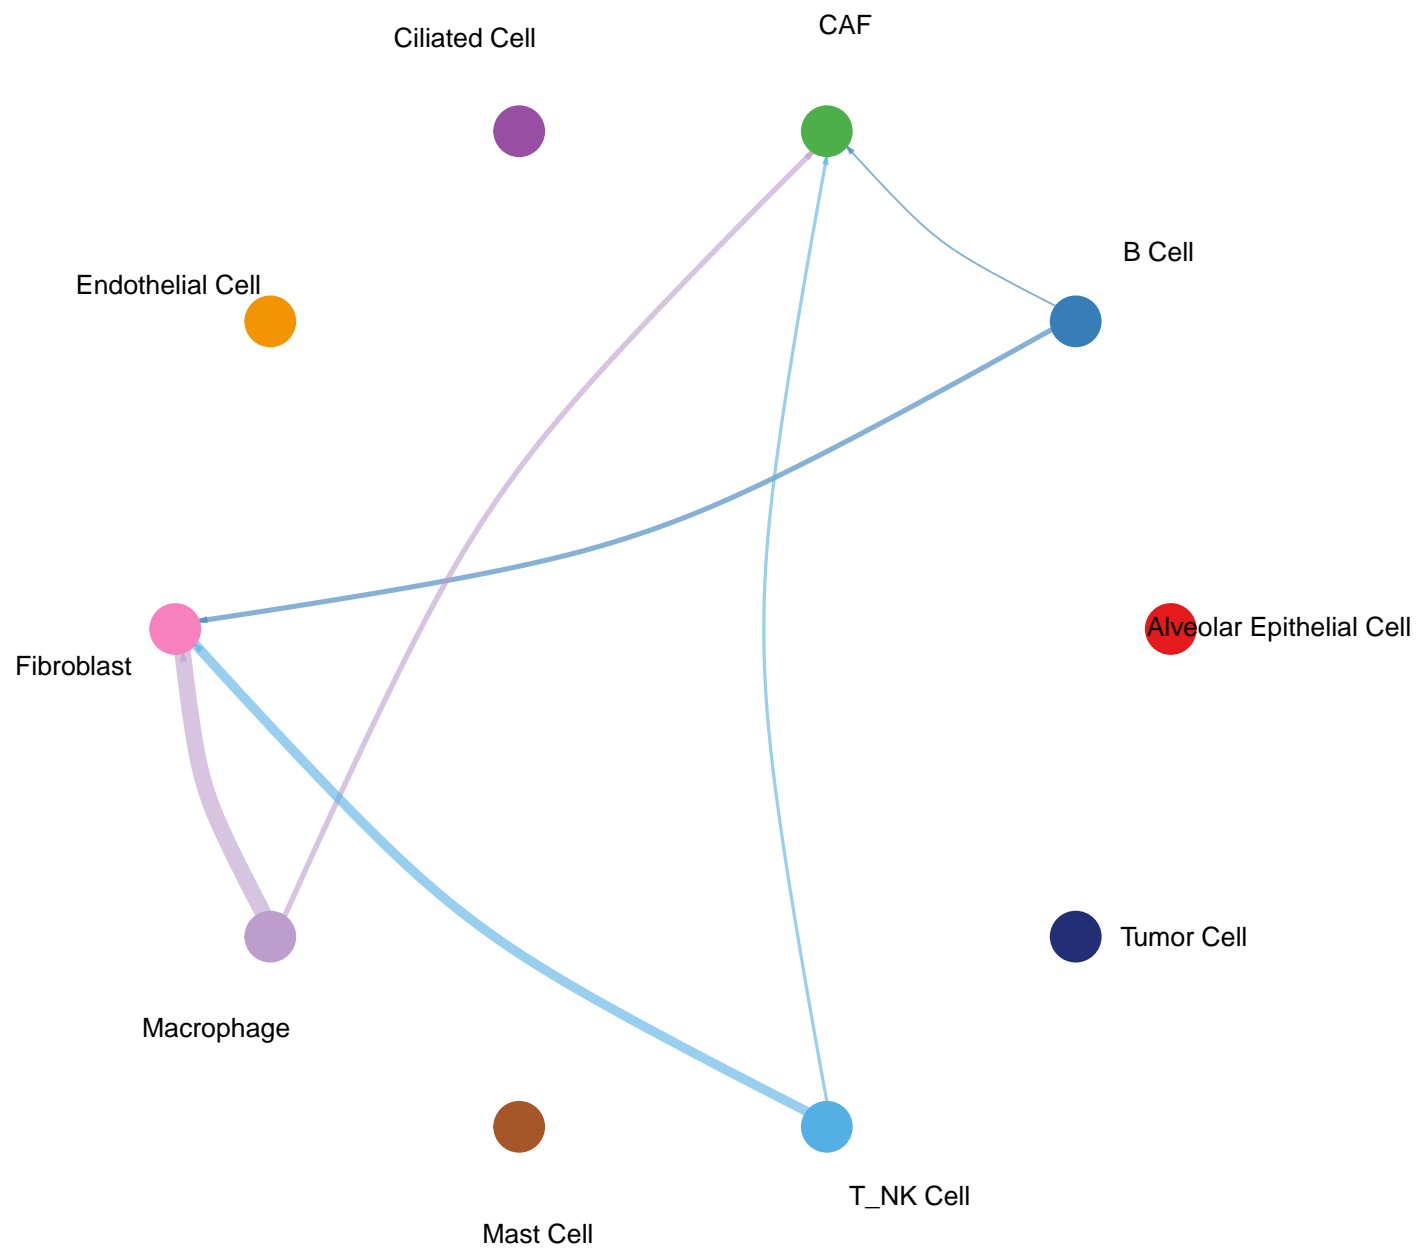 CAF
Ciliated Cell
B Cell
Endothelial Cell
Alveolar Epithelial Cell
Fibroblast
Tumor Cell
Macrophage
T_NK Cell
Mast Cell